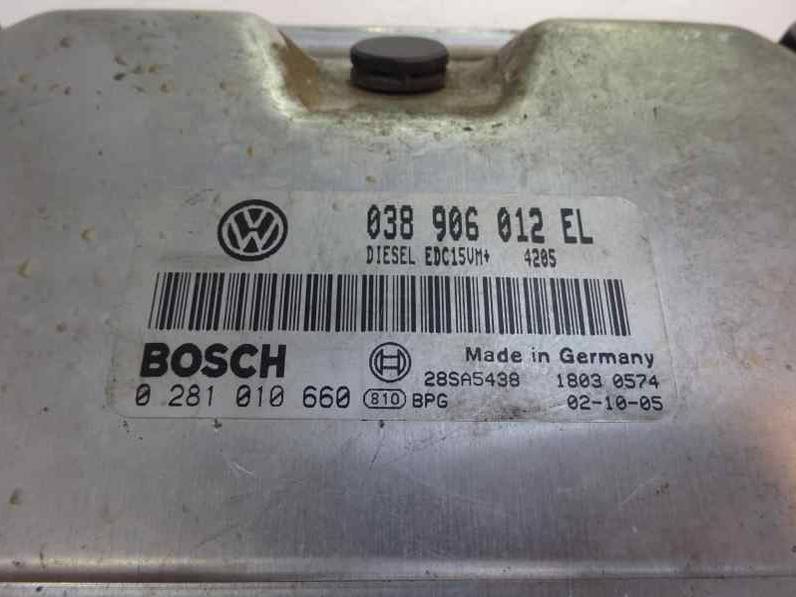 VW 038 906 012 EL
DIESEL EDC15VM+ 4205
BOSCH Made in Germany
28SA5438 1803 0574
0 281 010 660 810 BPG 02-10-05